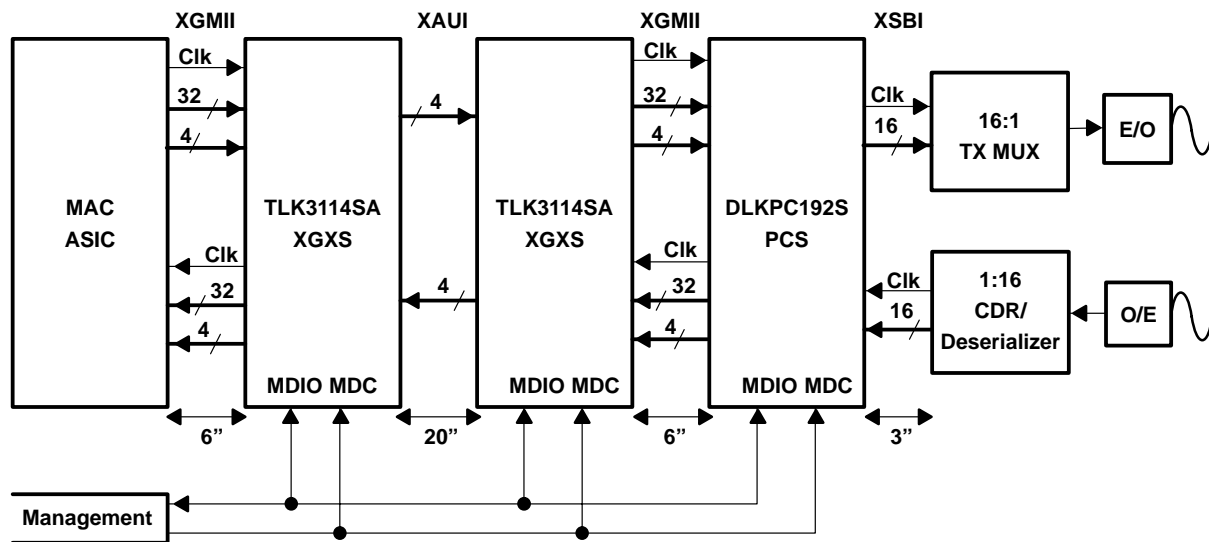 XGMII XAUI XGMII XSBI
Clk
32
4
4
Clk
32
4
Clk
16
16:1
TX MUX
E/O
MAC
ASIC
TLK3114SA
XGXS
TLK3114SA
XGXS
DLKPC192S
PCS
Clk
32
4
4
Clk
32
4
Clk
16
1:16
CDR/
Deserializer
O/E
MDIO MDC
MDIO MDC
MDIO MDC
6”
20”
6”
3”
Management